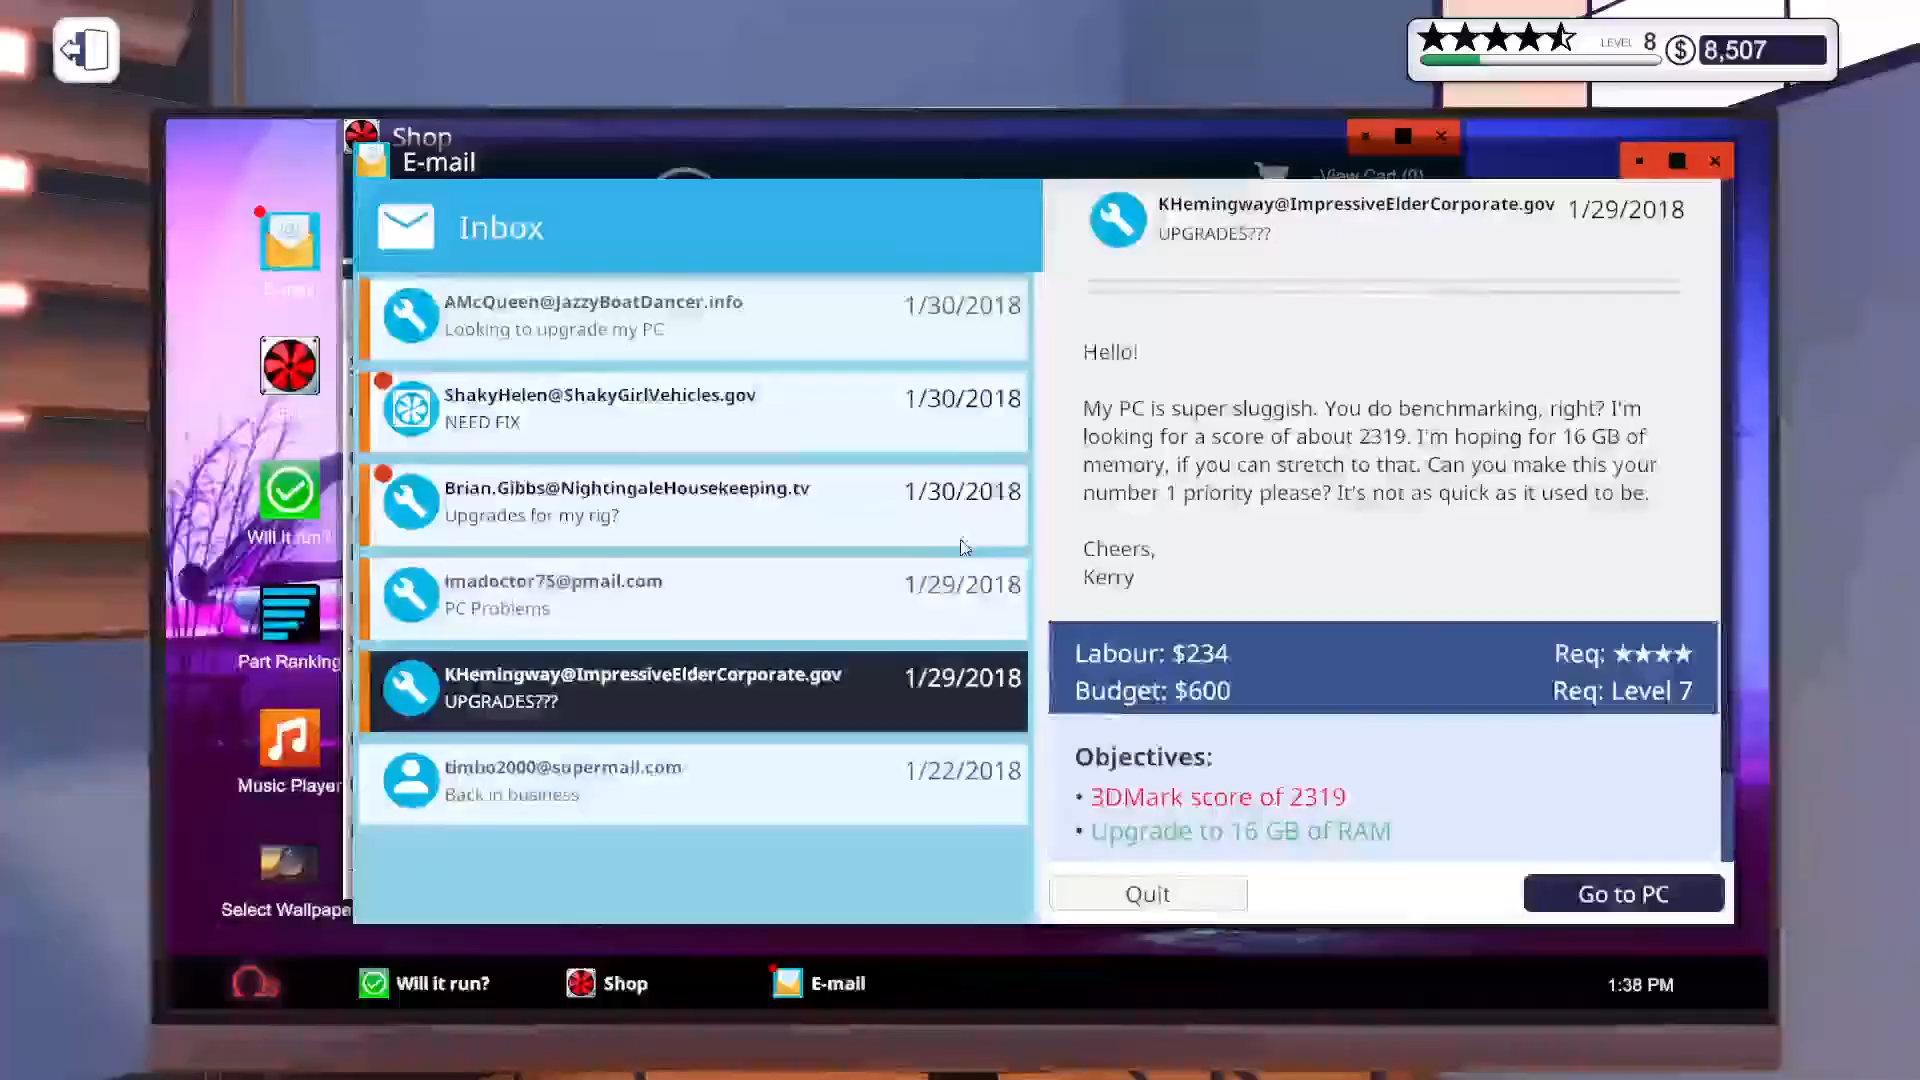 LEVEL 8 $ 8,507
Shop
E-mail
View Cart (0)
Inbox
AMcQueen@JazzyBoatDancer.info 1/30/2018
Looking to upgrade my PC
ShakyHelen@ShakyGirlVehicles.gov 1/30/2018
NEED FIX
Brian.Gibbs@NightingaleHousekeeping.tv 1/30/2018
Upgrades for my rig?
imadoctor75@pmail.com 1/29/2018
PC Problems
KHemingway@ImpressiveElderCorporate.gov 1/29/2018
UPGRADES???
timbo2000@supermail.com 1/22/2018
Back in business
KHemingway@ImpressiveElderCorporate.gov 1/29/2018
UPGRADES???
Hello!
My PC is super sluggish. You do benchmarking, right? I'm
looking for a score of about 2319. I'm hoping for 16 GB of
memory, if you can stretch to that. Can you make this your
number 1 priority please? It's not as quick as it used to be.
Cheers,
Kerry
Labour: $234 Req: ★★★★
Budget: $600 Req: Level 7
Objectives:
• 3DMark score of 2319
• Upgrade to 16 GB of RAM
Quit Go to PC
Will it run?
Part Ranking
Music Player
Select Wallpape
Will it run? Shop E-mail 1:38 PM